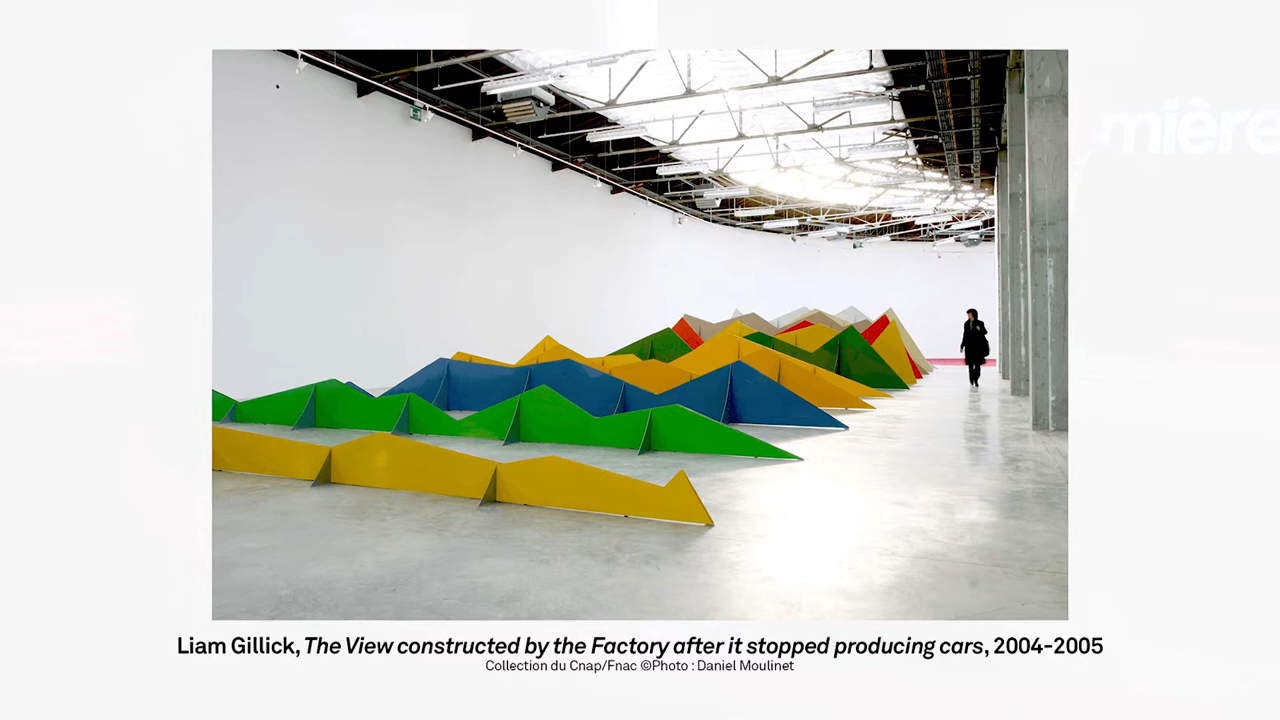 mière
Liam Gillick, The View constructed by the Factory after it stopped producing cars, 2004-2005
Collection du Cnap/Fnac ©Photo : Daniel Moulinet